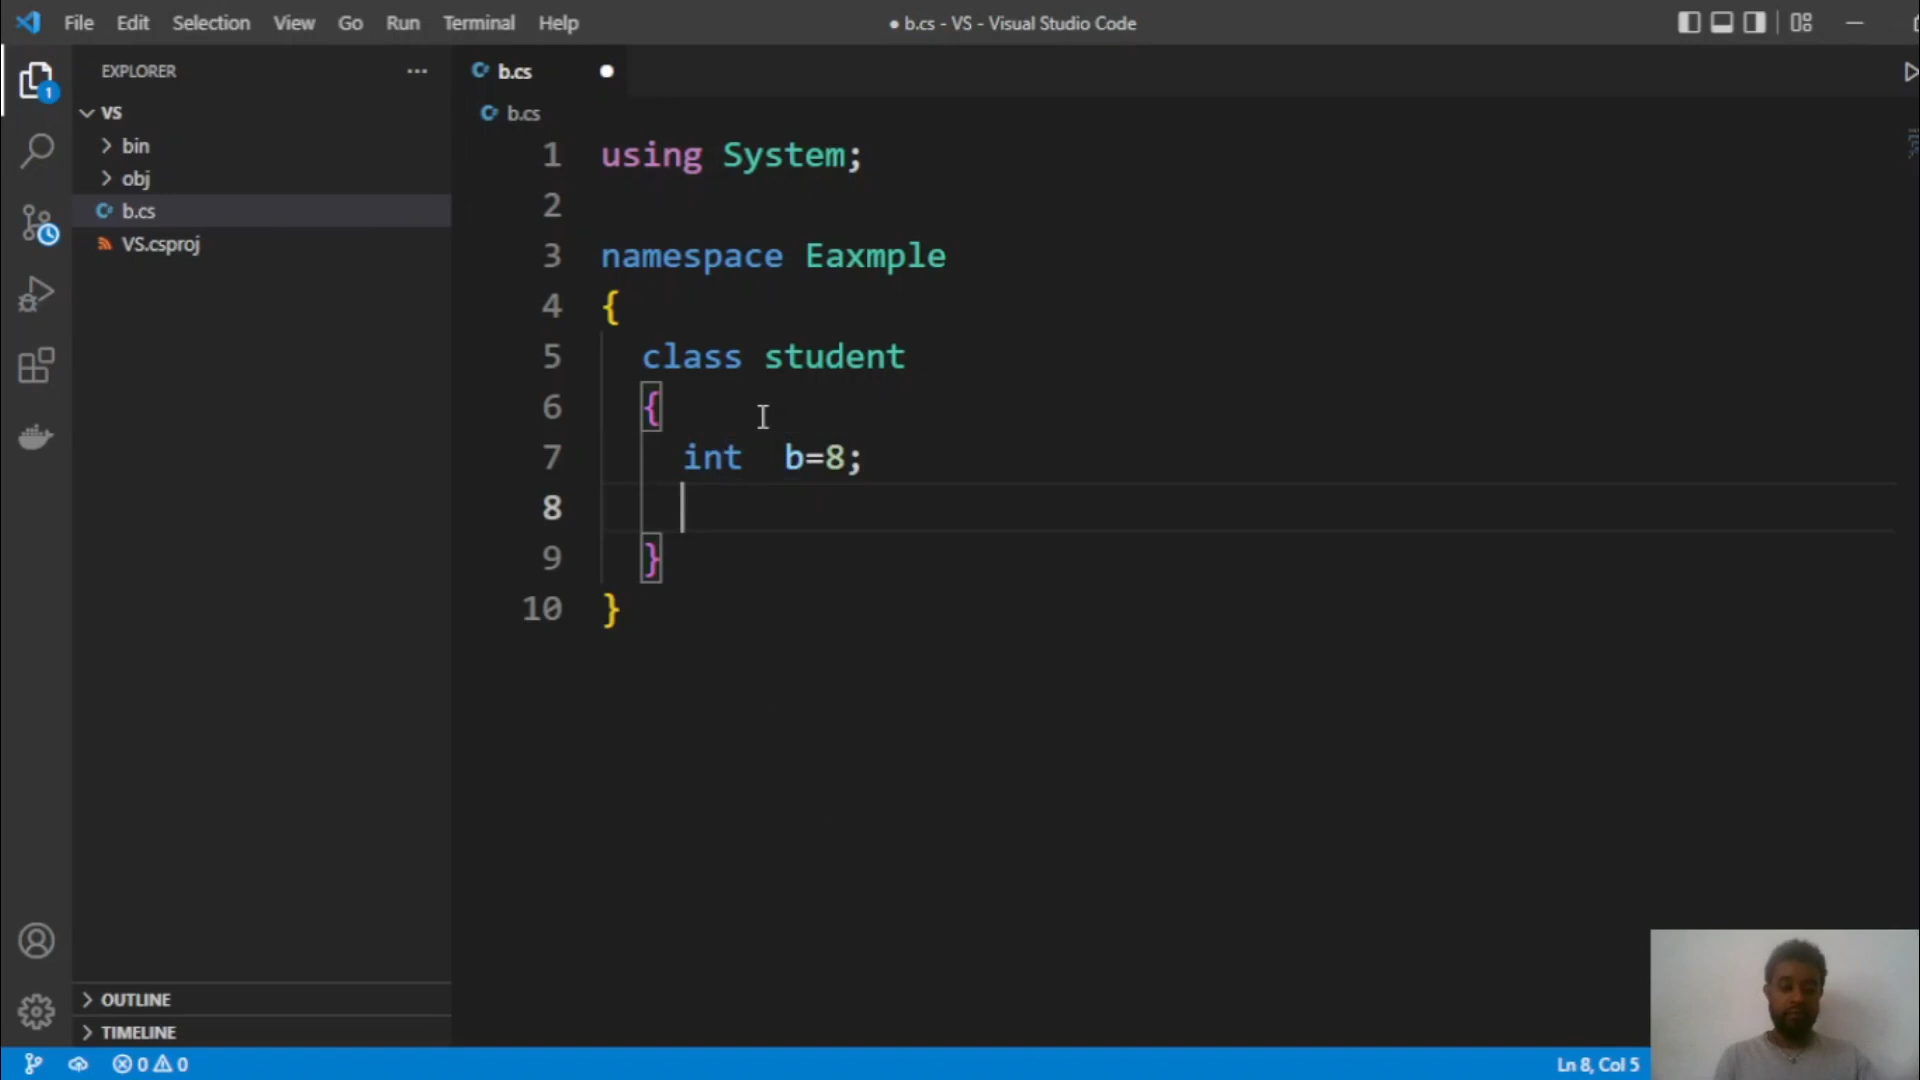 File Edit Selection View Go Run Terminal Help ● b.cs - VS - Visual Studio Code
EXPLORER ···
b.cs ●
VS
bin
obj
b.cs
VS.csproj
OUTLINE
TIMELINE
1
b.cs
1 using System;
2
3 namespace Eaxmple
4 {
5 class student
6 {
7 int  b=8;
8
9 }
10 }
0 0
Ln 8, Col 5